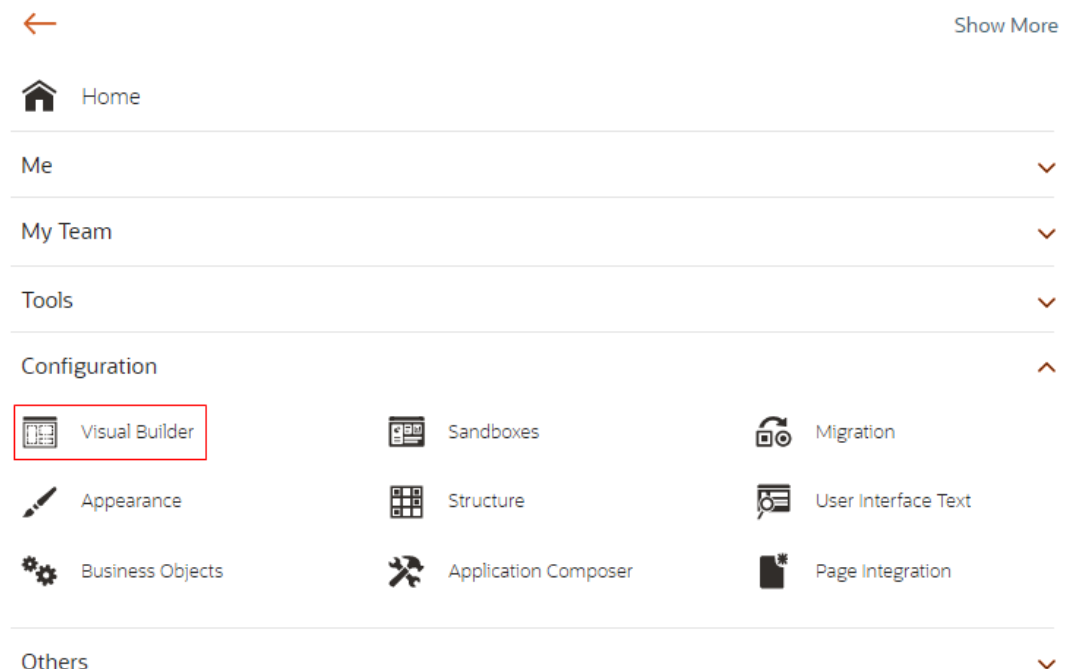 Show More
Home
Me
My Team
Tools
Configuration
Visual Builder Sandboxes Migration
Appearance Structure User Interface Text
Business Objects Application Composer Page Integration
Others